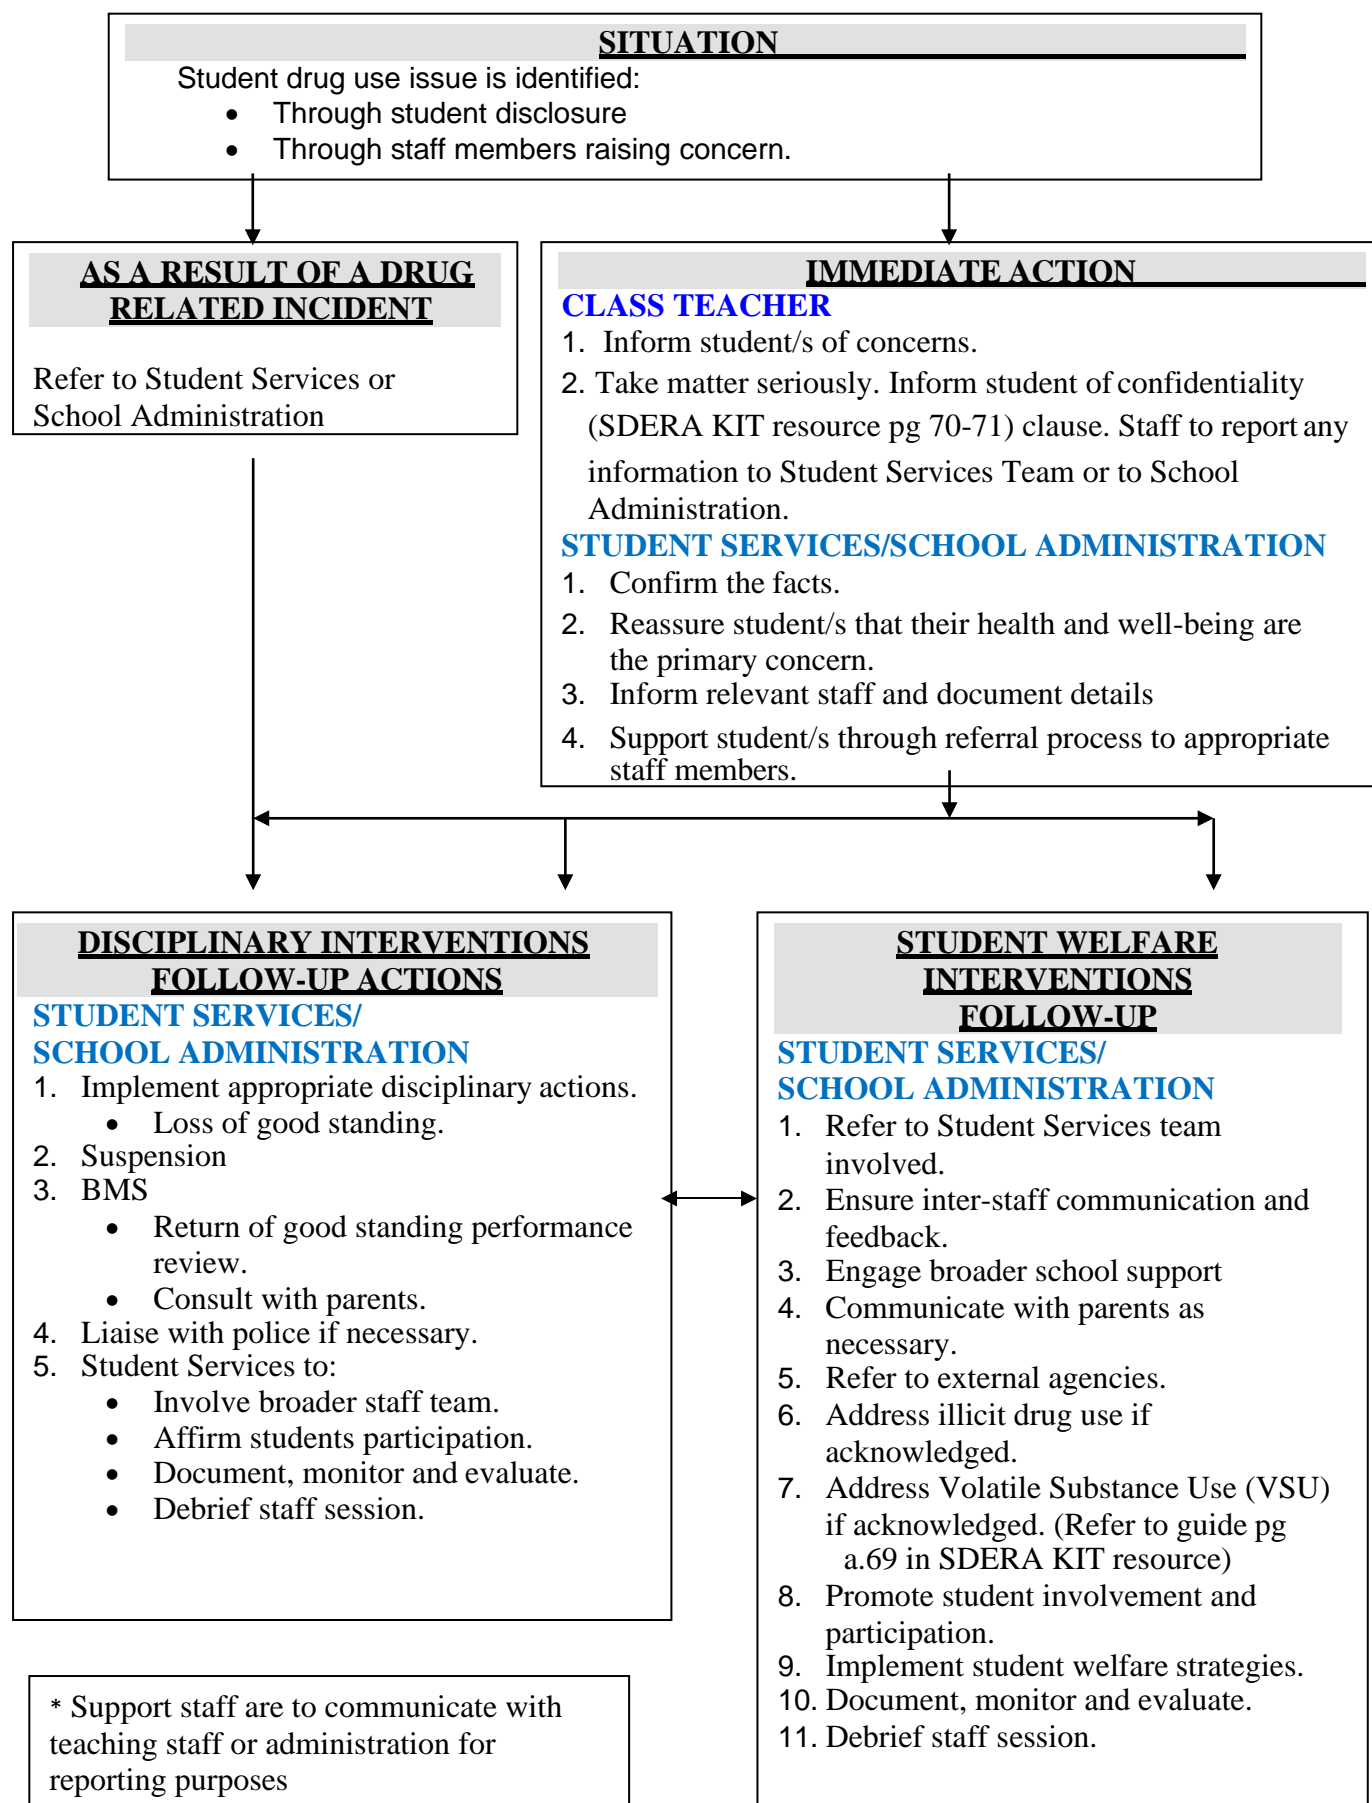 SITUATION
Student drug use issue is identified:
• Through student disclosure
• Through staff members raising concern.
AS A RESULT OF A DRUG
RELATED INCIDENT
Refer to Student Services or
School Administration
IMMEDIATE ACTION
CLASS TEACHER
1. Inform student/s of concerns.
2. Take matter seriously. Inform student of confidentiality
(SDERA KIT resource pg 70-71) clause. Staff to report any
information to Student Services Team or to School
Administration.
STUDENT SERVICES/SCHOOL ADMINISTRATION
1. Confirm the facts.
2. Reassure student/s that their health and well-being are
the primary concern.
3. Inform relevant staff and document details
4. Support student/s through referral process to appropriate
staff members.
DISCIPLINARY INTERVENTIONS
FOLLOW-UP ACTIONS
STUDENT SERVICES/
SCHOOL ADMINISTRATION
1. Implement appropriate disciplinary actions.
• Loss of good standing.
2. Suspension
3. BMS
• Return of good standing performance
review.
• Consult with parents.
4. Liaise with police if necessary.
5. Student Services to:
• Involve broader staff team.
• Affirm students participation.
• Document, monitor and evaluate.
• Debrief staff session.
STUDENT WELFARE
INTERVENTIONS
FOLLOW-UP
STUDENT SERVICES/
SCHOOL ADMINISTRATION
1. Refer to Student Services team
involved.
2. Ensure inter-staff communication and
feedback.
3. Engage broader school support
4. Communicate with parents as
necessary.
5. Refer to external agencies.
6. Address illicit drug use if
acknowledged.
7. Address Volatile Substance Use (VSU)
if acknowledged. (Refer to guide pg
a.69 in SDERA KIT resource)
8. Promote student involvement and
participation.
9. Implement student welfare strategies.
10. Document, monitor and evaluate.
11. Debrief staff session.
* Support staff are to communicate with
teaching staff or administration for
reporting purposes